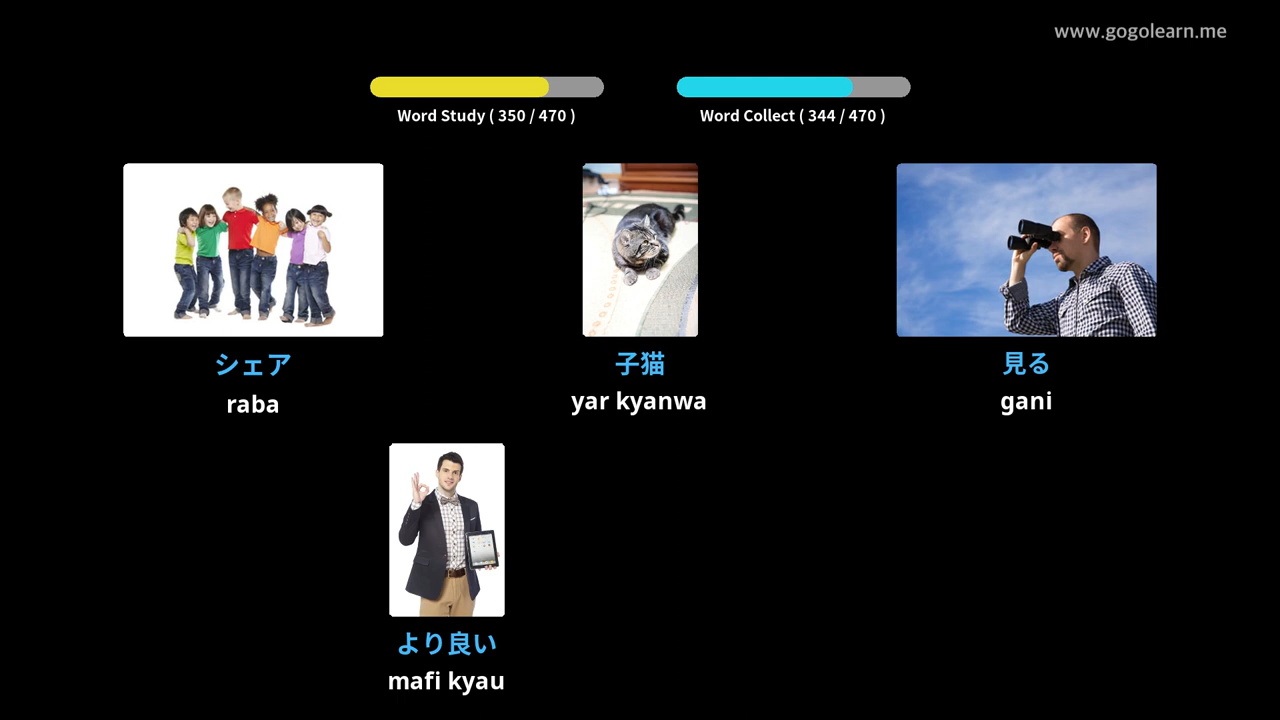 www.gogolearn.me
Word Study ( 350 / 470 )
Word Collect ( 344 / 470 )
シェア
raba
子猫
yar kyanwa
見る
gani
より良い
mafi kyau